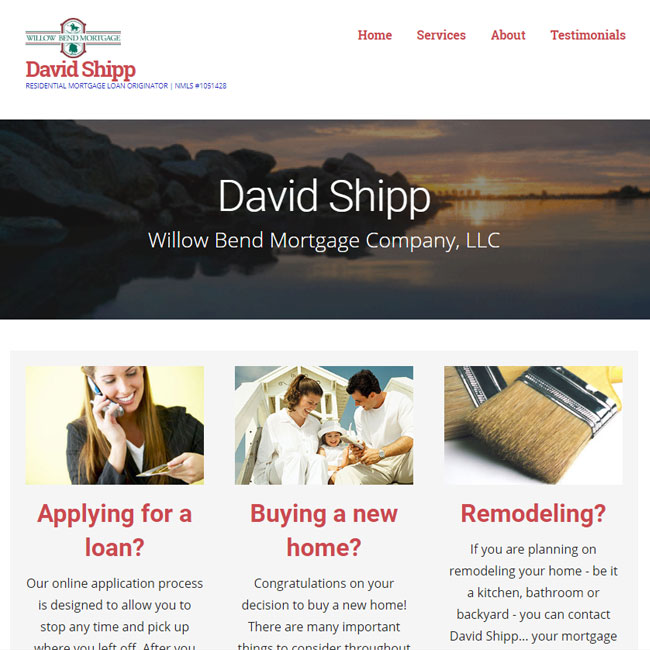 WILLOW BEND MORTGAGE
David Shipp
RESIDENTIAL MORTGAGE LOAN ORIGINATOR | NMLS #1051428
Home Services About Testimonials
David Shipp
Willow Bend Mortgage Company, LLC
Applying for a
loan?
Our online application process
is designed to allow you to
stop any time and pick up
where you left off. After you
Buying a new
home?
Congratulations on your
decision to buy a new home!
There are many important
things to consider throughout
Remodeling?
If you are planning on
remodeling your home - be it
a kitchen, bathroom or
backyard - you can contact
David Shipp... your mortgage